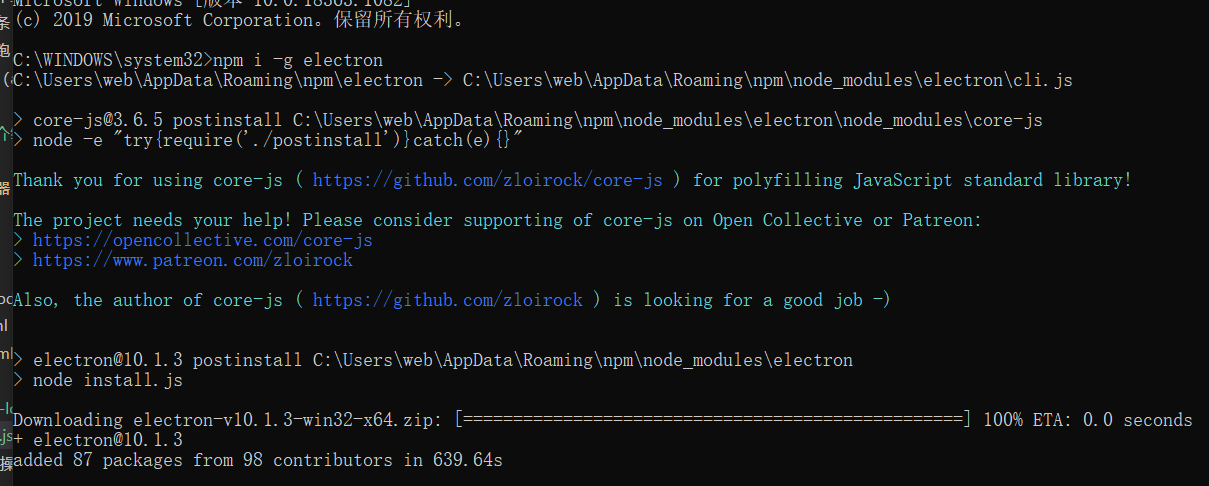 Microsoft Windows [版本 10.0.18363.1082]
(c) 2019 Microsoft Corporation。保留所有权利。
C:\WINDOWS\system32>npm i -g electron
C:\Users\web\AppData\Roaming\npm\electron -> C:\Users\web\AppData\Roaming\npm\node_modules\electron\cli.js
> core-js@3.6.5 postinstall C:\Users\web\AppData\Roaming\npm\node_modules\electron\node_modules\core-js
> node -e "try{require('./postinstall')}catch(e){}"
Thank you for using core-js ( https://github.com/zloirock/core-js ) for polyfilling JavaScript standard library!
The project needs your help! Please consider supporting of core-js on Open Collective or Patreon:
> https://opencollective.com/core-js
> https://www.patreon.com/zloirock
Also, the author of core-js ( https://github.com/zloirock ) is looking for a good job -)
> electron@10.1.3 postinstall C:\Users\web\AppData\Roaming\npm\node_modules\electron
> node install.js
Downloading electron-v10.1.3-win32-x64.zip: [==================================================] 100% ETA: 0.0 seconds
+ electron@10.1.3
added 87 packages from 98 contributors in 639.64s